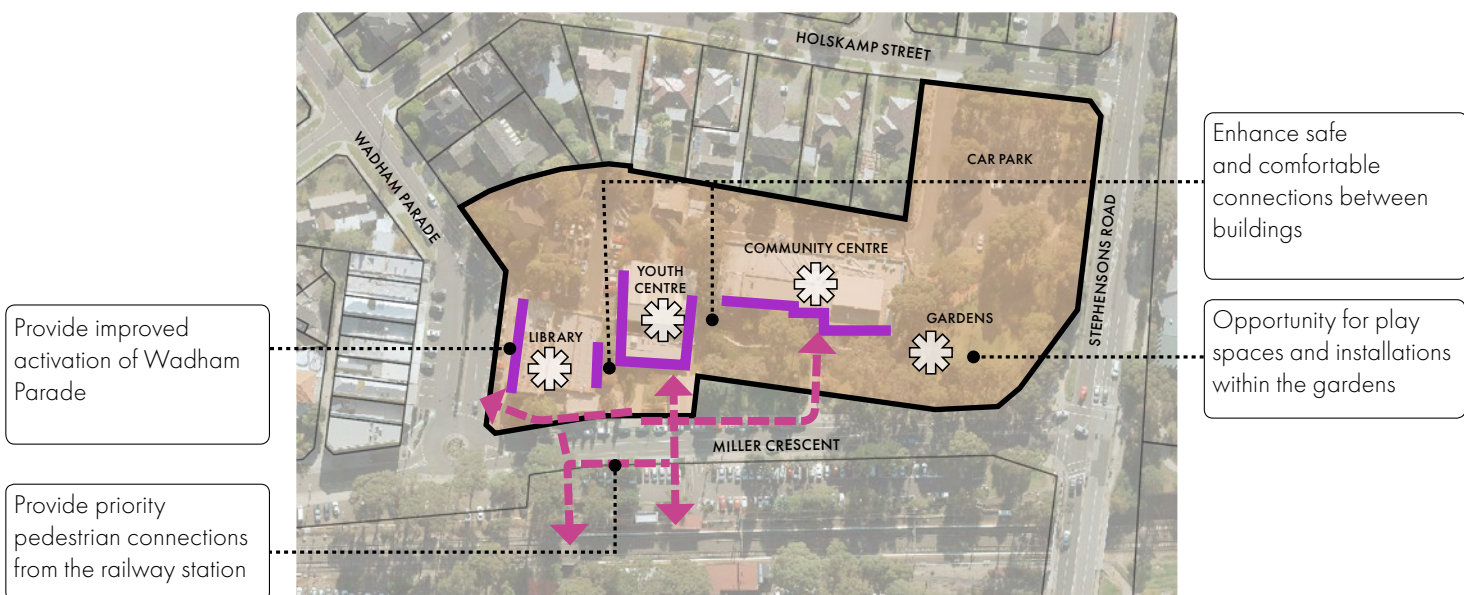 HOLSKAMP STREET
WADHAM PARADE
CAR PARK
STEPHENSONS ROAD
COMMUNITY CENTRE
YOUTH
CENTRE
LIBRARY
GARDENS
MILLER CRESCENT
Provide improved
activation of Wadham
Parade
Provide priority
pedestrian connections
from the railway station
Enhance safe
and comfortable
connections between
buildings
Opportunity for play
spaces and installations
within the gardens